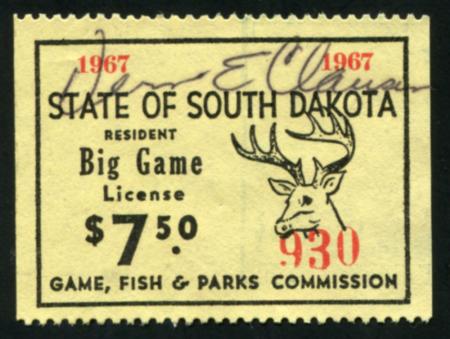 1967 1967
E
STATE OF SOUTH DAKOTA
RESIDENT
Big Game
License
$7.50
930
GAME, FISH & PARKS COMMISSION